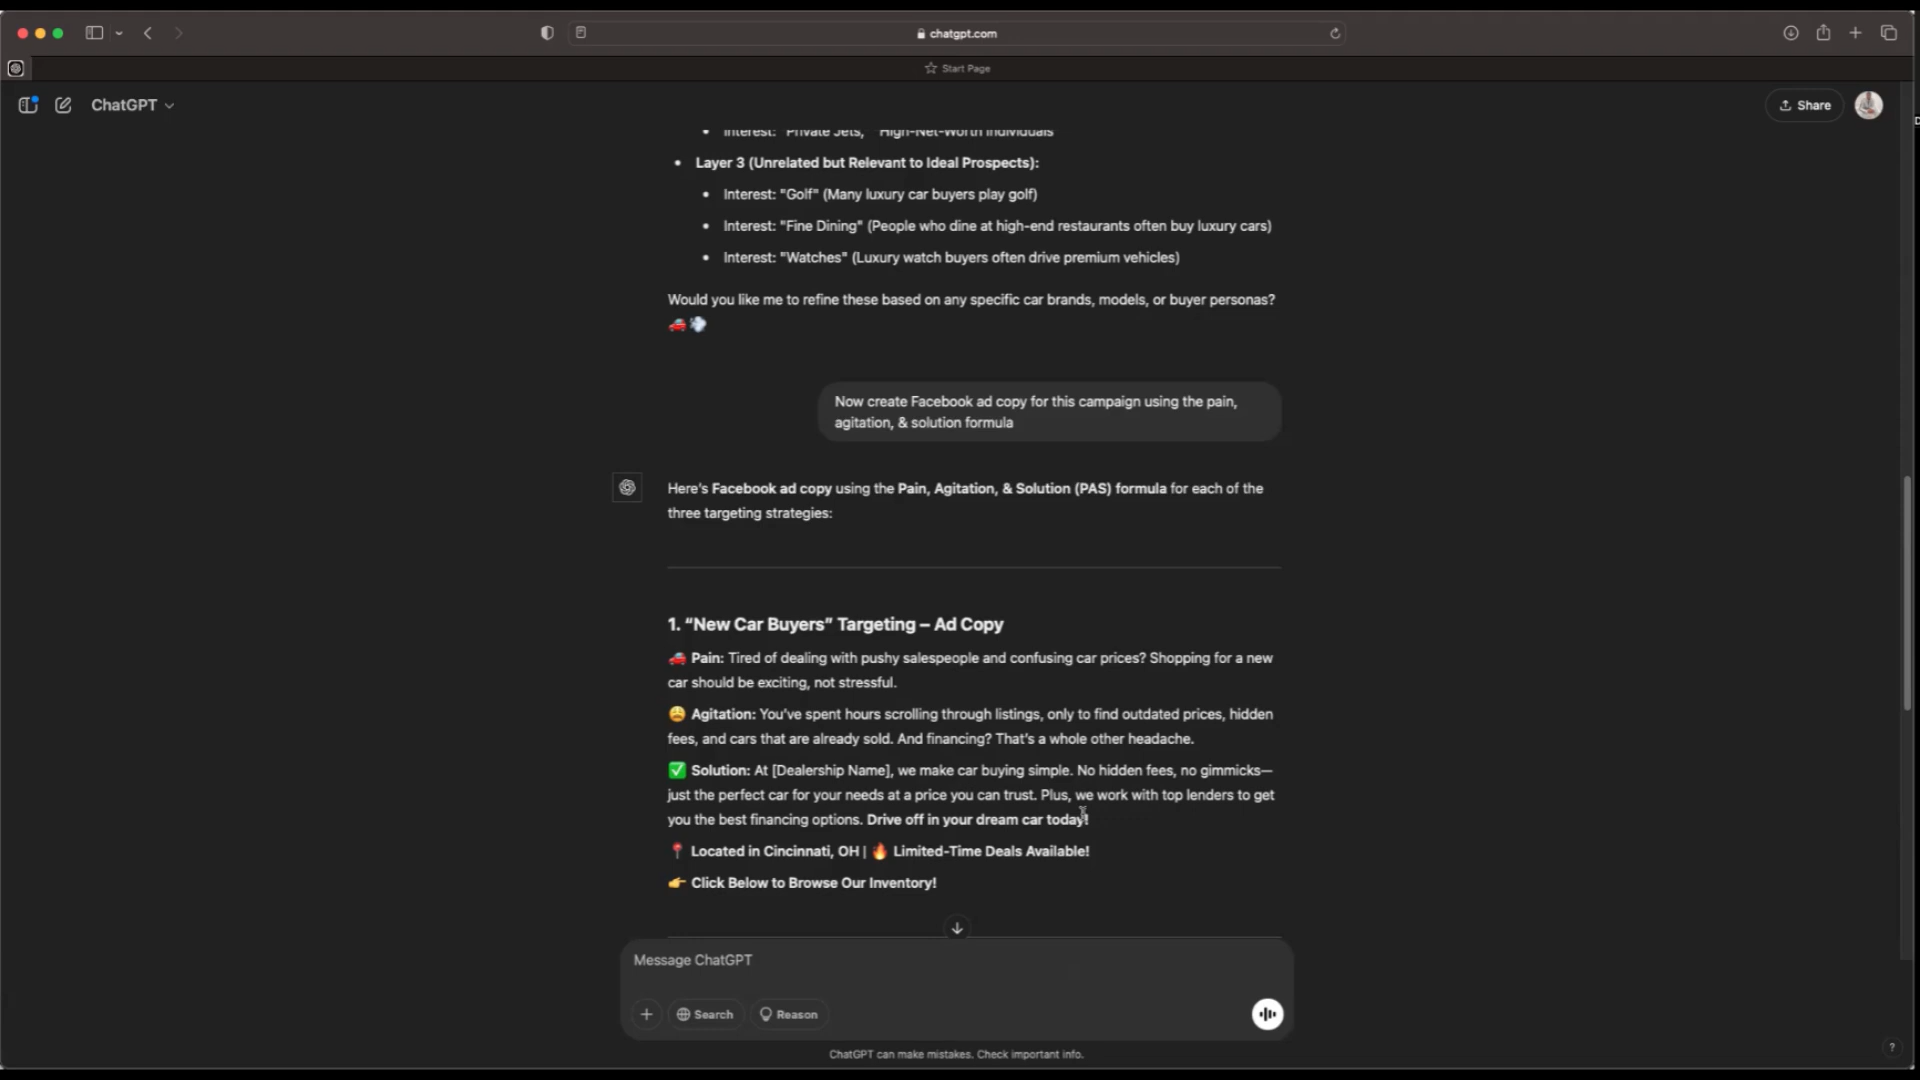 chatgpt.com
Start Page
ChatGPT
Share
Interest: "Private Jets," "High-Net-Worth Individuals
Layer 3 (Unrelated but Relevant to Ideal Prospects):
Interest: "Golf" (Many luxury car buyers play golf)
Interest: "Fine Dining" (People who dine at high-end restaurants often buy luxury cars)
Interest: "Watches" (Luxury watch buyers often drive premium vehicles)
Would you like me to refine these based on any specific car brands, models, or buyer personas?
🚗💨
Now create Facebook ad copy for this campaign using the pain,
agitation, & solution formula
Here's Facebook ad copy using the Pain, Agitation, & Solution (PAS) formula for each of the
three targeting strategies:
1. “New Car Buyers” Targeting – Ad Copy
🚗 Pain: Tired of dealing with pushy salespeople and confusing car prices? Shopping for a new
car should be exciting, not stressful.
😩 Agitation: You've spent hours scrolling through listings, only to find outdated prices, hidden
fees, and cars that are already sold. And financing? That's a whole other headache.
✅ Solution: At [Dealership Name], we make car buying simple. No hidden fees, no gimmicks—
just the perfect car for your needs at a price you can trust. Plus, we work with top lenders to get
you the best financing options. Drive off in your dream car today!
📍 Located in Cincinnati, OH | 🔥 Limited-Time Deals Available!
👉 Click Below to Browse Our Inventory!
Message ChatGPT
Search
Reason
ChatGPT can make mistakes. Check important info.
?